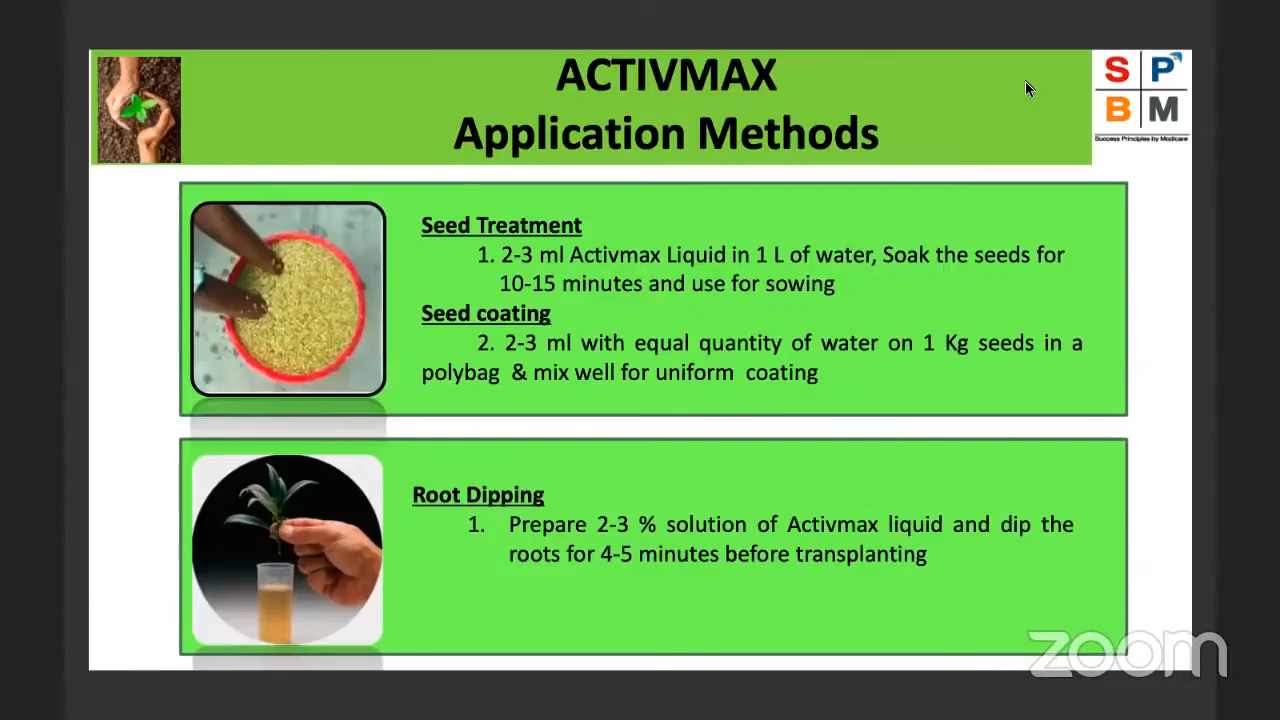 ACTIVMAX
Application Methods
S P
B M
Success Principles by Modicare
Seed Treatment
1. 2-3 ml Activmax Liquid in 1 L of water, Soak the seeds for
10-15 minutes and use for sowing
Seed coating
2. 2-3 ml with equal quantity of water on 1 Kg seeds in a
polybag & mix well for uniform coating
Root Dipping
1. Prepare 2-3 % solution of Activmax liquid and dip the
roots for 4-5 minutes before transplanting
zoom